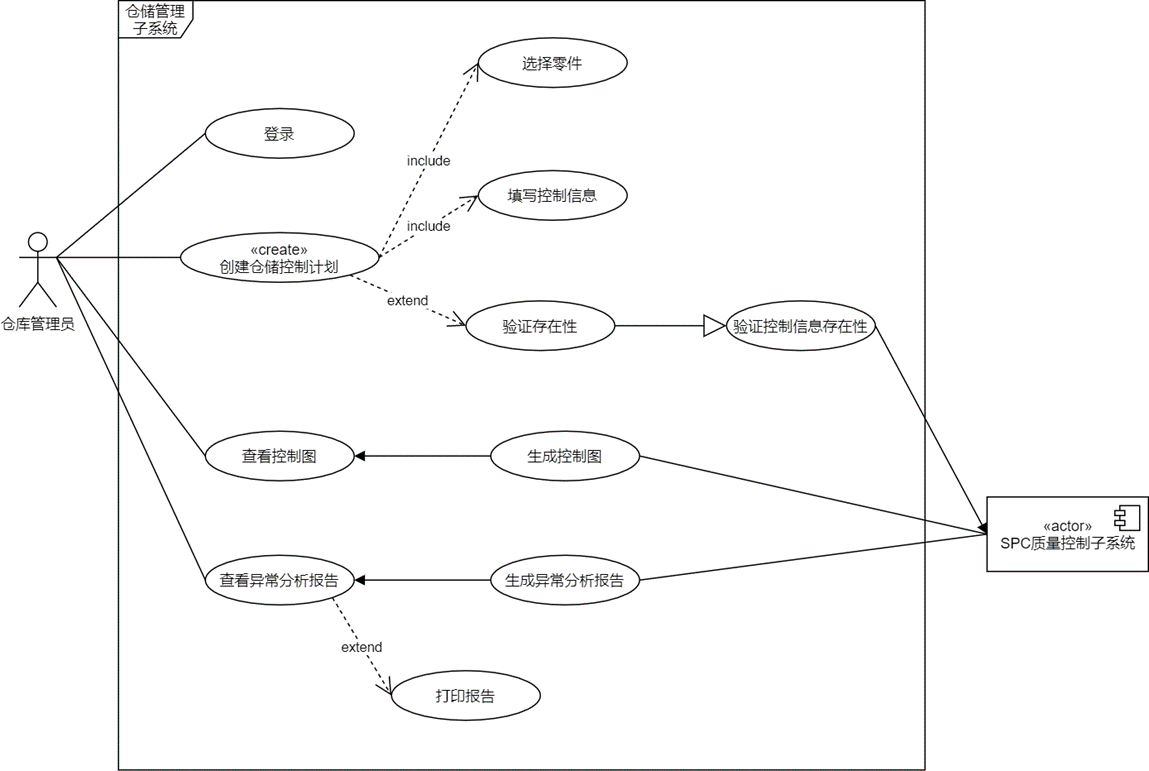 仓储管理
子系统
选择零件
登录
include
填写控制信息
include
«create»
创建仓储控制计划
extend
仓库管理员
验证存在性
验证控制信息存在性
查看控制图
生成控制图
«actor»
SPC质量控制子系统
查看异常分析报告
生成异常分析报告
extend
打印报告